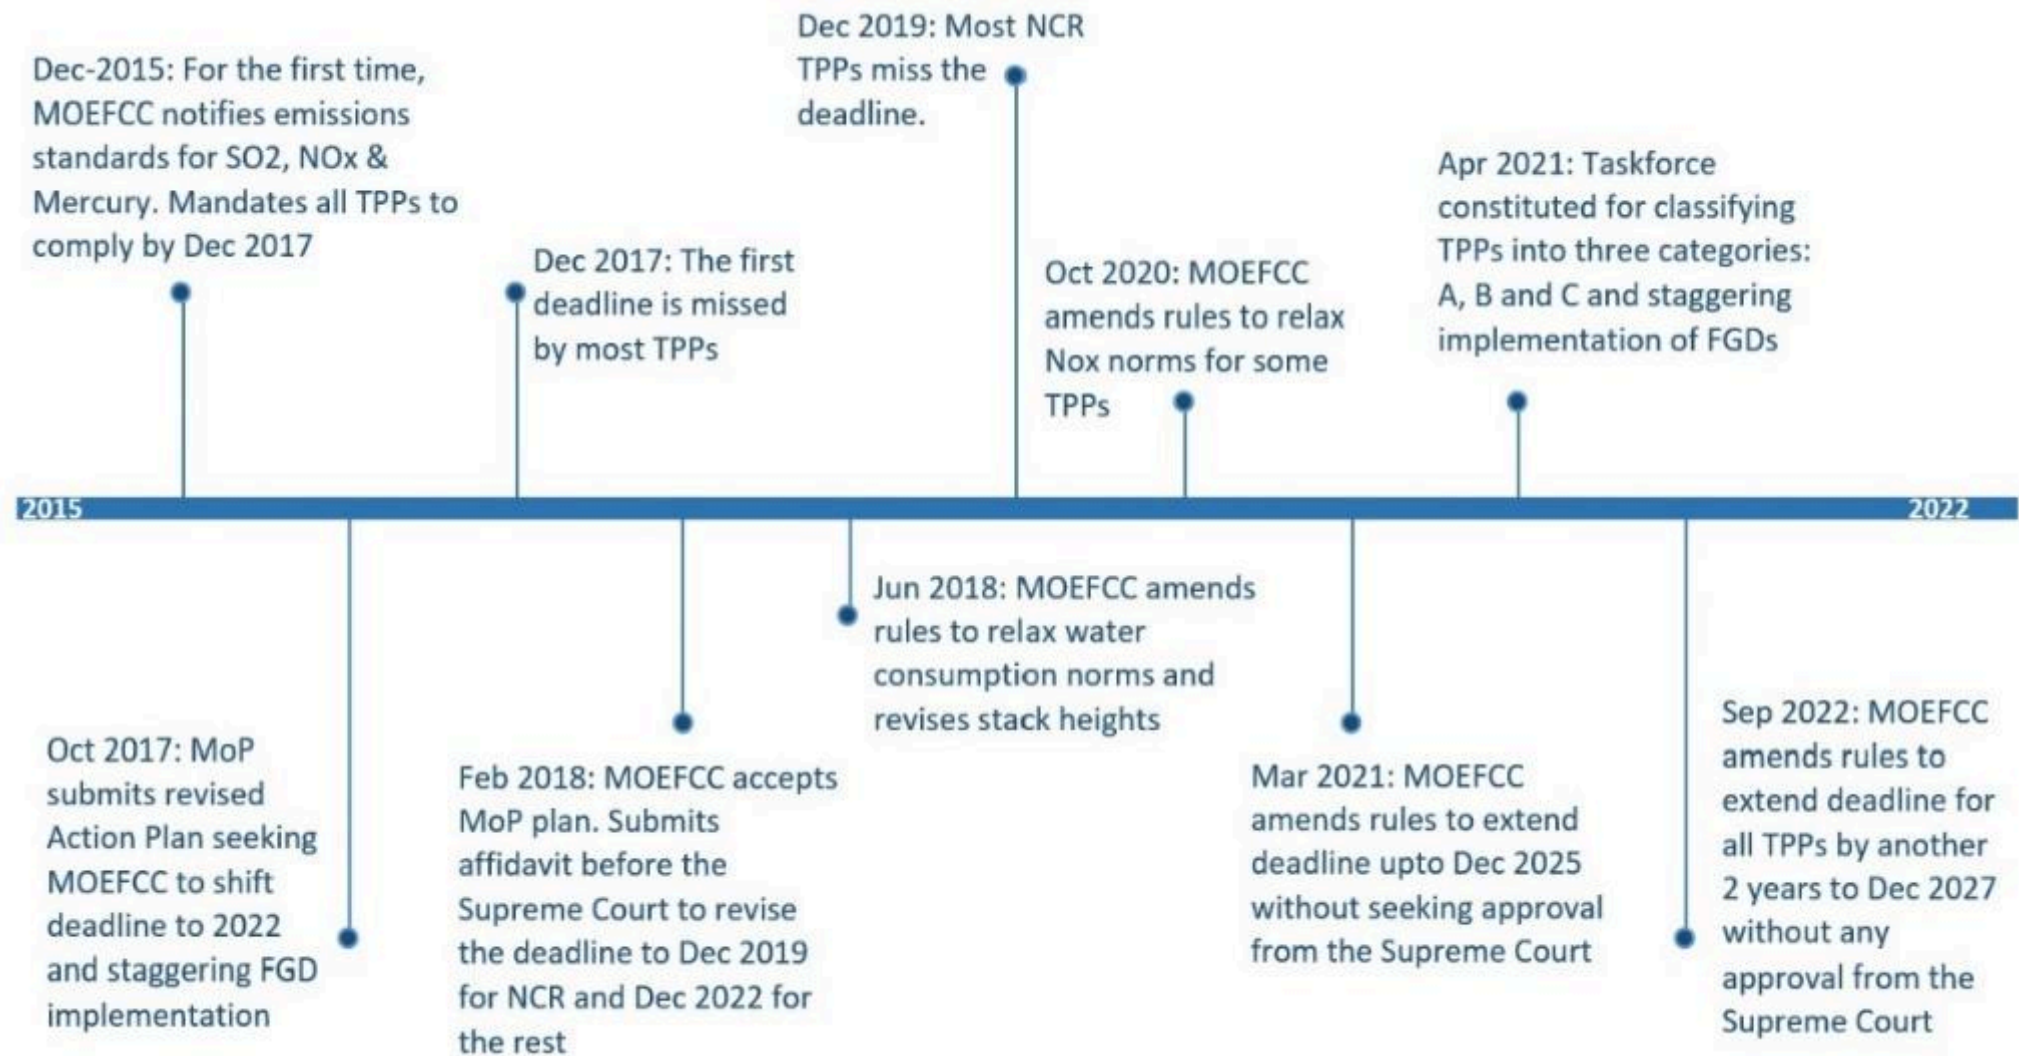 Dec-2015: For the first time,
MOEFCC notifies emissions
standards for SO2, NOx &
Mercury. Mandates all TPPs to
comply by Dec 2017
Dec 2017: The first
deadline is missed
by most TPPs
Dec 2019: Most NCR
TPPs miss the
deadline.
Oct 2020: MOEFCC
amends rules to relax
Nox norms for some
TPPs
Apr 2021: Taskforce
constituted for classifying
TPPs into three categories:
A, B and C and staggering
implementation of FGDs
2015
2022
Oct 2017: MoP
submits revised
Action Plan seeking
MOEFCC to shift
deadline to 2022
and staggering FGD
implementation
Feb 2018: MOEFCC accepts
MoP plan. Submits
affidavit before the
Supreme Court to revise
the deadline to Dec 2019
for NCR and Dec 2022 for
the rest
Jun 2018: MOEFCC amends
rules to relax water
consumption norms and
revises stack heights
Mar 2021: MOEFCC
amends rules to extend
deadline upto Dec 2025
without seeking approval
from the Supreme Court
Sep 2022: MOEFCC
amends rules to
extend deadline for
all TPPs by another
2 years to Dec 2027
without any
approval from the
Supreme Court